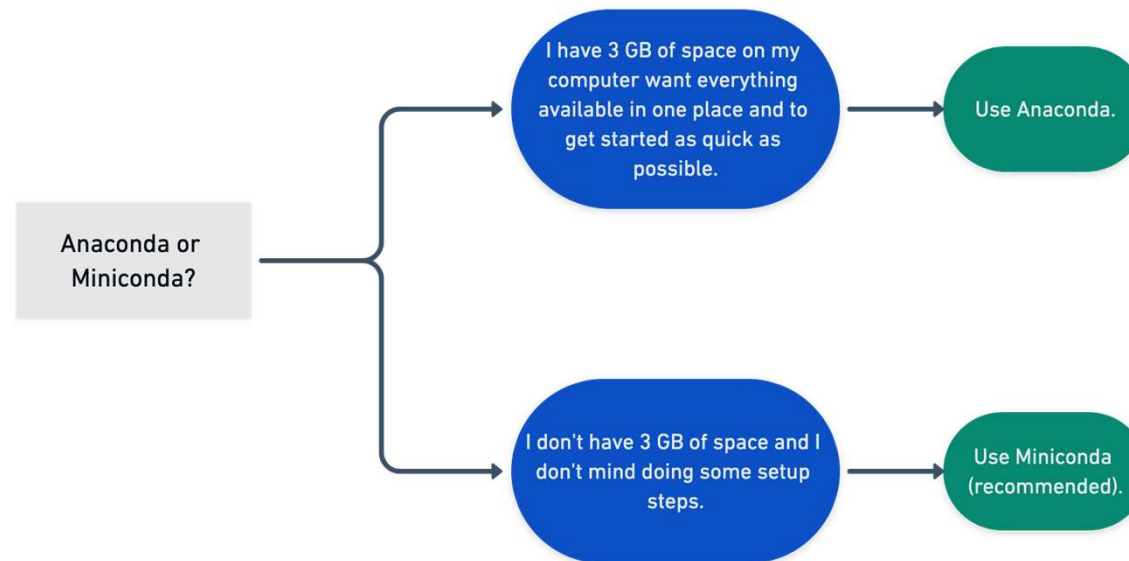 Anaconda or
Miniconda?
I have 3 GB of space on my
computer want everything
available in one place and to
get started as quick as
possible.
Use Anaconda.
I don't have 3 GB of space and I
don't mind doing some setup
steps.
Use Miniconda
(recommended).